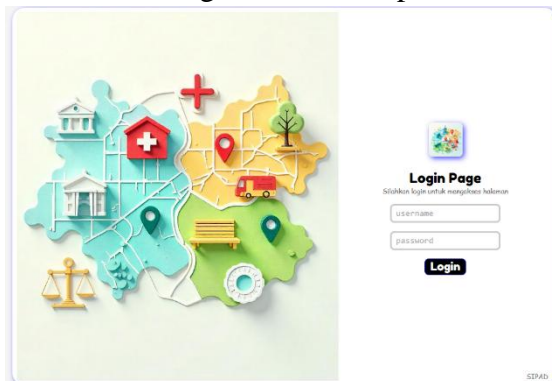 Login Page
Silahkan login untuk mengakses halaman
username
password
Login
SIPAD